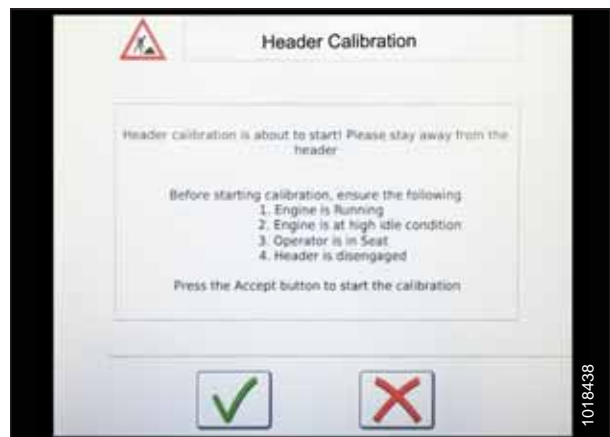 Header Calibration
Header calibration is about to start! Please stay away from the
header
Before starting calibration, ensure the following
1. Engine is Running
2. Engine is at high idle condition
3. Operator is in Seat
4. Header is disengaged
Press the Accept button to start the calibration
1018438